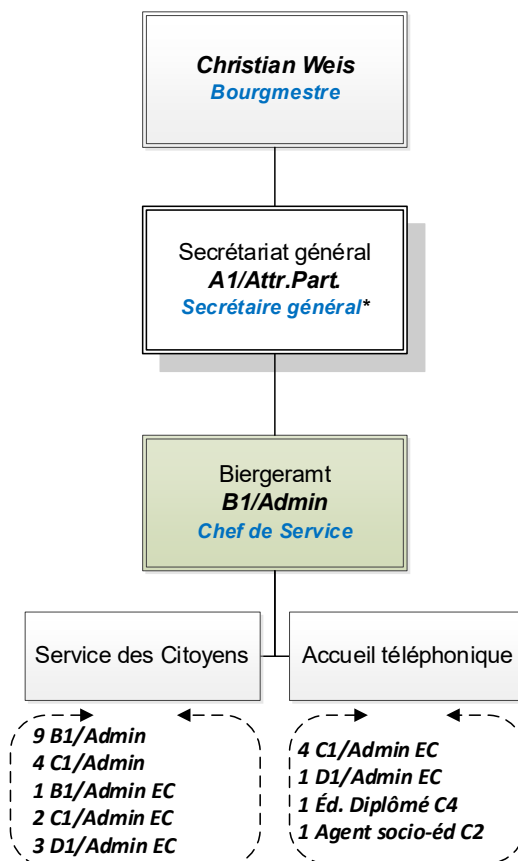 Christian Weis
Bourgmestre
Secrétariat général
A1/Attr.Part.
Secrétaire général*
Biergeramt
B1/Admin
Chef de Service
Service des Citoyens
9 B1/Admin
4 C1/Admin
1 B1/Admin EC
2 C1/Admin EC
3 D1/Admin EC
Accueil téléphonique
4 C1/Admin EC
1 D1/Admin EC
1 Éd. Diplômé C4
1 Agent socio-éd C2